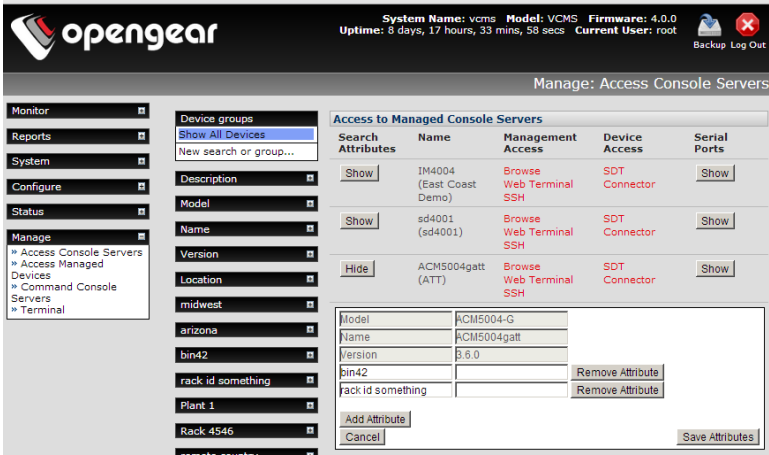 opengear
System Name: vcms Model: VCMS Firmware: 4.0.0
Uptime: 8 days, 17 hours, 33 mins, 58 secs Current User: root
Backup Log Out
Manage: Access Console Servers
Monitor
Reports
System
Configure
Status
Manage
» Access Console Servers
» Access Managed
Devices
» Command Console
Servers
» Terminal
Device groups
Show All Devices
New search or group...
Description
Model
Name
Version
Location
midwest
arizona
bin42
rack id something
Plant 1
Rack 4546
Access to Managed Console Servers
Search Attributes Name Management Access Device Access Serial Ports
Show IM4004 (East Coast Demo) Browse Web Terminal SSH SDT Connector Show
Show sd4001 (sd4001) Browse Web Terminal SSH SDT Connector Show
Hide ACM5004gatt (ATT) Browse Web Terminal SSH SDT Connector Show
Model ACM5004-G
Name ACM5004gatt
Version 3.6.0
bin42 Remove Attribute
rack id something Remove Attribute
Add Attribute
Cancel Save Attributes